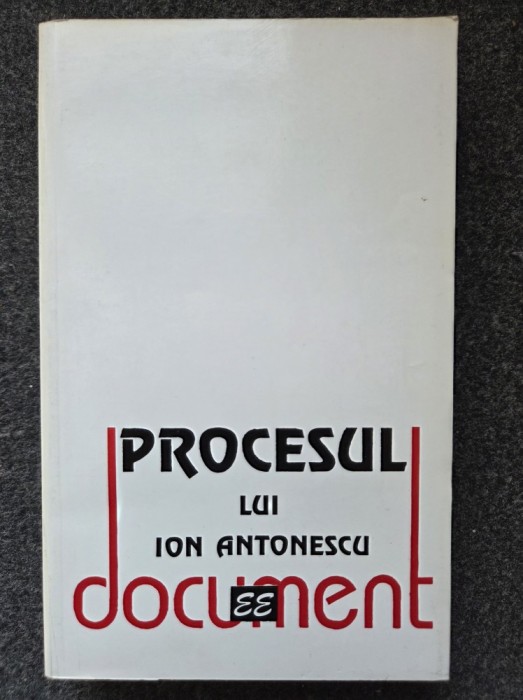 PROCESUL
LUI
ION ANTONESCU
document
EE